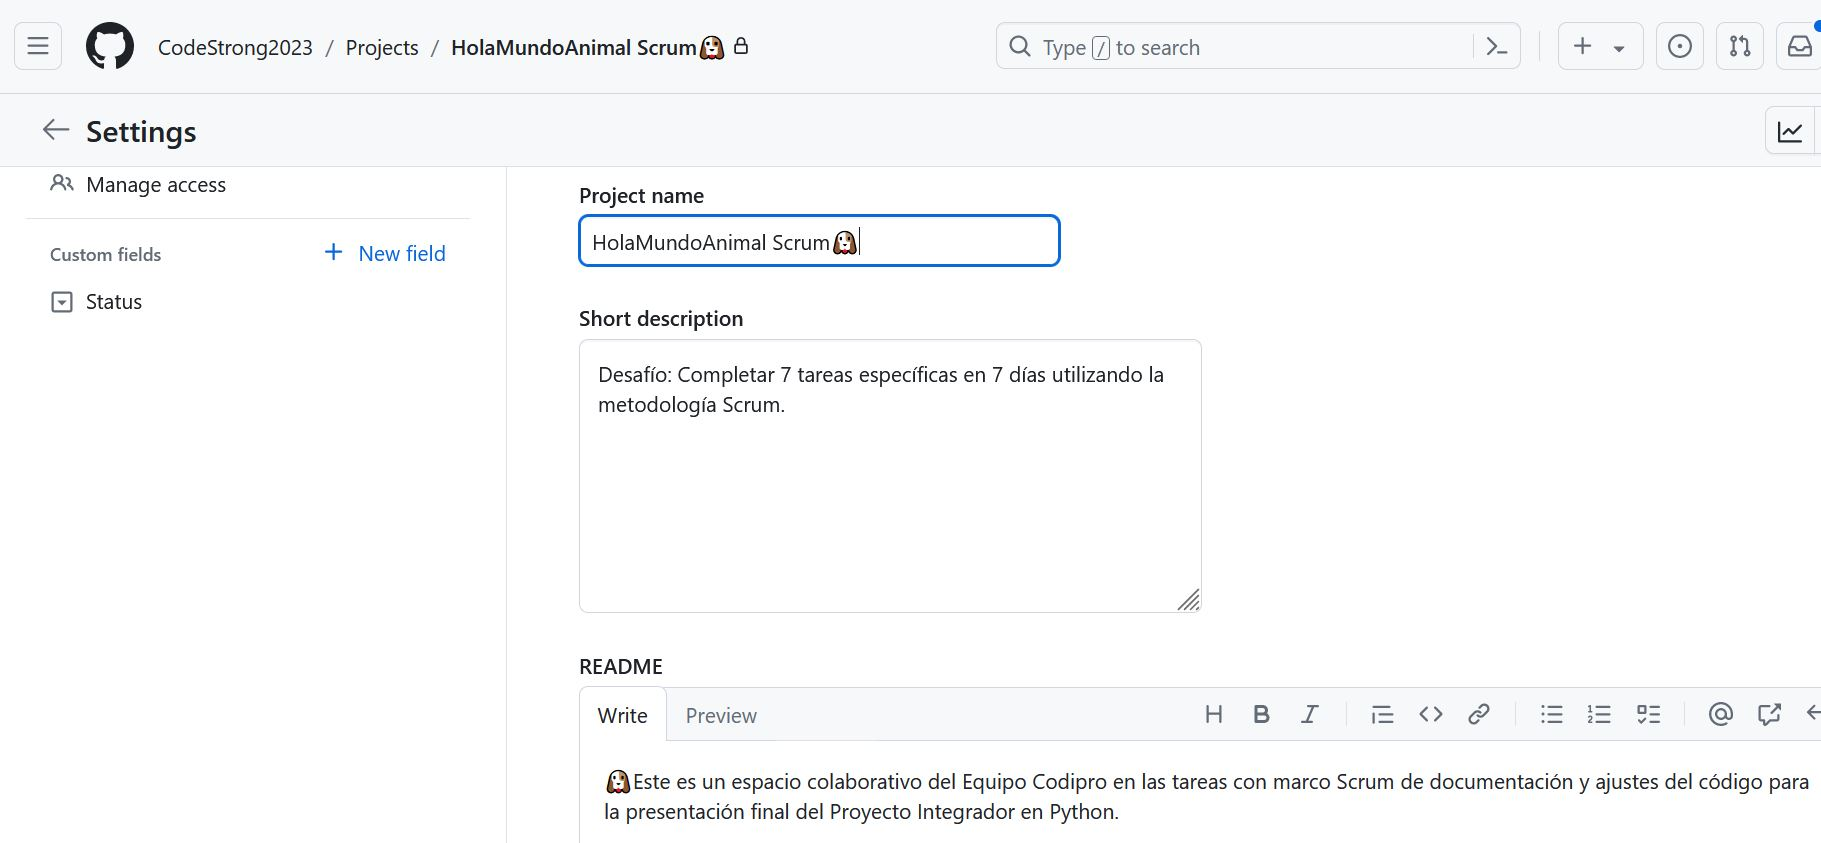 CodeStrong2023 / Projects / HolaMundoAnimal Scrum
Type / to search
Settings
Manage access
Custom fields
New field
Status
Project name
HolaMundoAnimal Scrum
Short description
Desafío: Completar 7 tareas específicas en 7 días utilizando la
metodología Scrum.
README
Write
Preview
Este es un espacio colaborativo del Equipo Codipro en las tareas con marco Scrum de documentación y ajustes del código para
la presentación final del Proyecto Integrador en Python.